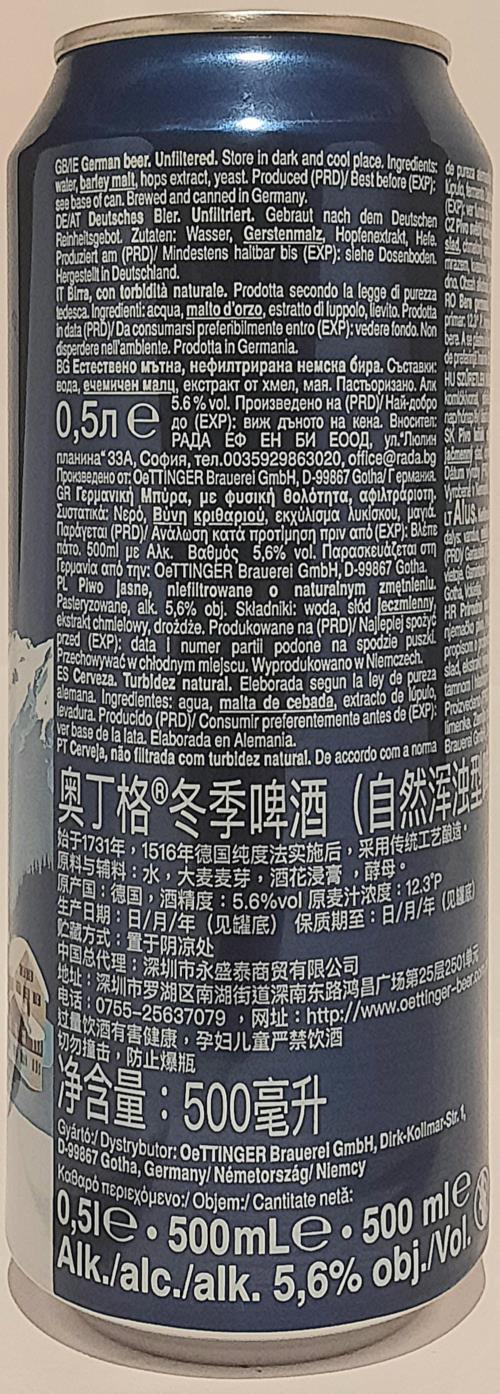 GB/IE German beer. Unfiltered. Store in dark and cool place. Ingredients:
water, barley malt, hops extract, yeast. Produced (PRD)/ Best before (EXP):
see base of can. Brewed and canned in Germany.
DE/AT Deutsches Bier. Unfiltriert. Gebraut nach dem Deutschen
Reinheitsgebot. Zutaten: Wasser, Gerstenmalz, Hopfenextrakt, Hefe.
Produziert am (PRD)/ Mindestens haltbar bis (EXP): siehe Dosenboden.
Hergestellt in Deutschland.
IT Birra, con torbidità naturale. Prodotta secondo la legge di purezza
tedesca. Ingredienti: acqua, malto d'orzo, estratto di luppolo, lievito. Prodotta
in data (PRD)/ Da consumarsi preferibilmente entro (EXP): vedere fondo. Non
disperdere nell'ambiente. Prodotta in Germania.
BG Естествено мътна, нефилтрирана немска бира. Съставки:
вода, ечемичен малц, екстракт от хмел, мая. Пастьоризано. Алк
0,5л e 5.6 % vol. Произведено на (PRD)/ Най-добро
до (EXP): виж дъното на кена. Вносител:
РАДА ЕФ ЕН БИ ЕООД, ул."Люлин
планина" 33А, София, тел.0035929863020, office@rada.bg
Произведено от: OeTTINGER Brauerei GmbH, D-99867 Gotha/ Германия.
GR Γερμανική Μπύρα, με φυσική θολότητα, αφιλτράριστη,
Συστατικά: Νερό, Βύνη κριθαριού, εκχύλισμα λυκίσκου, μαγιά.
Παράγεται (PRD)/ Ανάλωση κατά προτίμηση πριν από (EXP): Βλέπε
πάτο. 500ml με Αλκ. Βαθμός 5,6% vol. Παρασκευάζεται στη
Γερμανία από την: OeTTINGER Brauerei GmbH, D-99867 Gotha.
PL Piwo jasne, niefiltrowane o naturalnym zmętnieniu.
Pasteryzowane, alk. 5,6% obj. Składniki: woda, słód jęczmienny,
ekstrakt chmielowy, drożdże. Produkowane na (PRD)/ Najlepiej spożyć
przed (EXP): data i numer partii podone na spodzie puszki.
Przechowywać w chłodnym miejscu. Wyprodukowano w Niemczech.
ES Cerveza. Turbidez natural. Eleborada segun la ley de pureza
alemana. Ingredientes: agua, malta de cebada, extracto de lúpulo,
levadura. Producido (PRD)/ Consumir preferentemente antes de (EXP):
ver base de la lata. Elaborada en Alemania.
PT Cerveja, não filtrada com turbidez natural. De acordo com a norma
奥丁格®冬季啤酒（自然浑浊型
始于1731年，1516年德国纯度法实施后，采用传统工艺酿造。
原料与辅料：水，大麦麦芽，酒花浸膏，酵母。
原产国：德国，酒精度：5.6%vol 原麦汁浓度：12.3°P
生产日期：日/月/年（见罐底） 保质期至：日/月/年（见罐底）
贮藏方式：置于阴凉处
中国总代理：深圳市永盛泰商贸有限公司
地址：深圳市罗湖区南湖街道深南东路鸿昌广场第25层2501单元
电话：0755-25637079，网址：http://www.oettinger-beer.com
过量饮酒有害健康，孕妇儿童严禁饮酒
切勿撞击，防止爆瓶
净含量：500毫升
Gyártó:/ Dystrybutor: OeTTINGER Brauerei GmbH, Dirk-Kollmar-Str. 1,
D-99867 Gotha, Germany/ Németország/ Niemcy
Καθαρό περιεχόμενο:/ Objem:/ Cantitate netă:
0,5l e • 500mL e • 500 ml e
Alk./alc./alk. 5,6% obj./Vol.